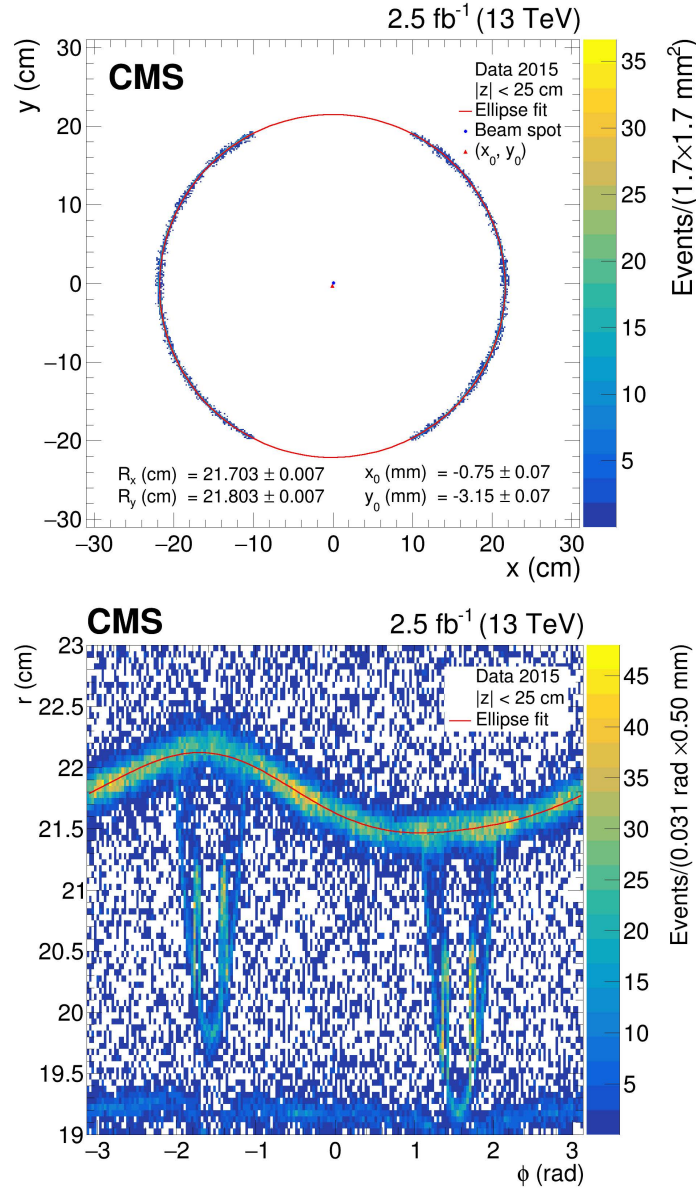 2.5 fb⁻¹ (13 TeV)
CMS
Data 2015
|z| < 25 cm
Ellipse fit
Beam spot
(x₀, y₀)
y (cm)
30
20
10
0
−10
−20
−30
R_x (cm) = 21.703 ± 0.007 x₀ (mm) = -0.75 ± 0.07
R_y (cm) = 21.803 ± 0.007 y₀ (mm) = -3.15 ± 0.07
−30 −20 −10 0 10 20 30
x (cm)
35
30
25
20
15
10
5
Events/(1.7×1.7 mm²)
CMS 2.5 fb⁻¹ (13 TeV)
Data 2015
|z| < 25 cm
Ellipse fit
r (cm)
23
22.5
22
21.5
21
20.5
20
19.5
19
−3 −2 −1 0 1 2 3
ϕ (rad)
45
40
35
30
25
20
15
10
5
Events/(0.031 rad ×0.50 mm)